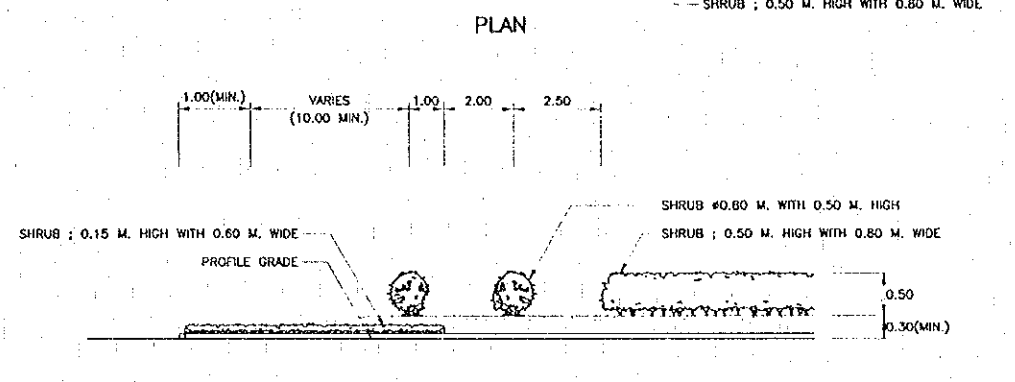 SHRUB ; 0.50 M. HIGH WITH 0.80 M. WIDE
PLAN
1.00(MIN.)
VARIES
(10.00 MIN.)
1.00
2.00
2.50
SHRUB ø0.80 M. WITH 0.50 M. HIGH
SHRUB ; 0.15 M. HIGH WITH 0.60 M. WIDE
SHRUB ; 0.50 M. HIGH WITH 0.80 M. WIDE
PROFILE GRADE
0.50
0.30(MIN.)